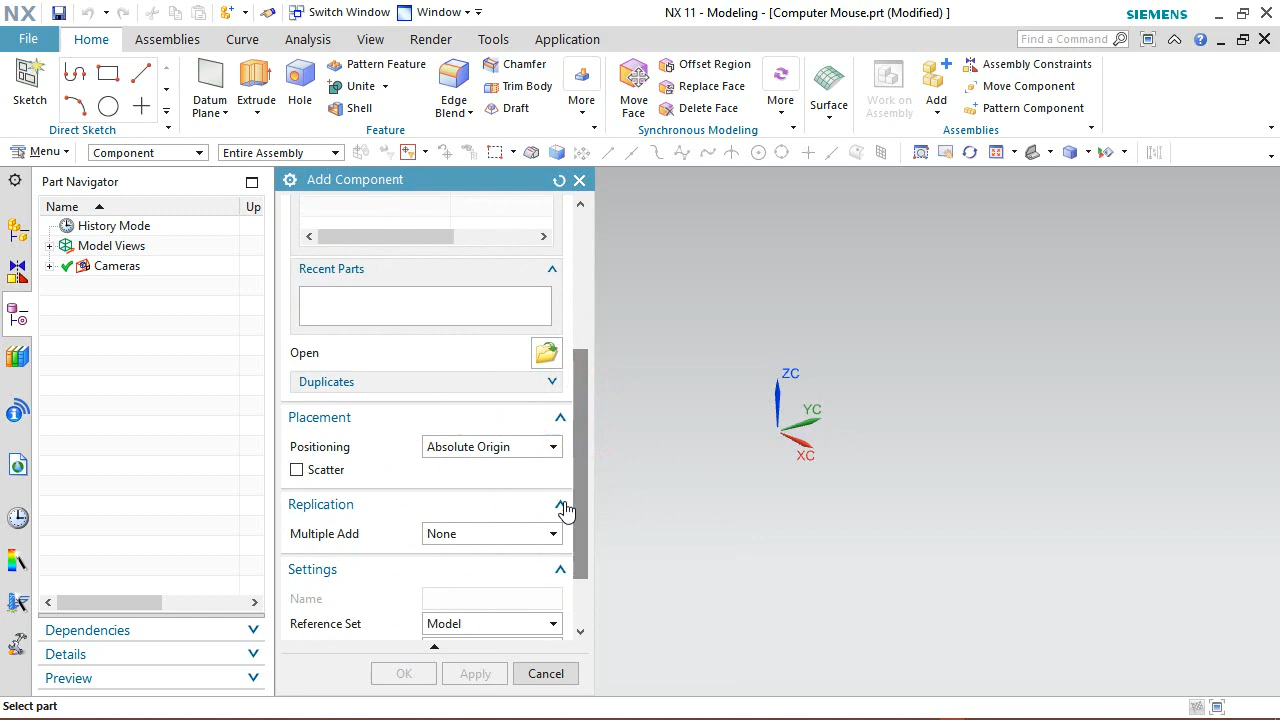 NX
Switch Window
Window
NX 11 - Modeling - [Computer Mouse.prt (Modified) ]
SIEMENS
File
Home
Assemblies
Curve
Analysis
View
Render
Tools
Application
Find a Command
Sketch
Direct Sketch
Datum Plane
Extrude
Hole
Pattern Feature
Unite
Shell
Edge Blend
Chamfer
Trim Body
Draft
More
Feature
Move Face
Offset Region
Replace Face
Delete Face
More
Synchronous Modeling
Surface
Work on Assembly
Add
Assembly Constraints
Move Component
Pattern Component
Assemblies
Menu
Component
Entire Assembly
Part Navigator
Name
Up
History Mode
Model Views
Cameras
Dependencies
Details
Preview
Add Component
Recent Parts
Open
Duplicates
Placement
Positioning
Absolute Origin
Scatter
Replication
Multiple Add
None
Settings
Name
Reference Set
Model
OK
Apply
Cancel
ZC
YC
XC
Select part